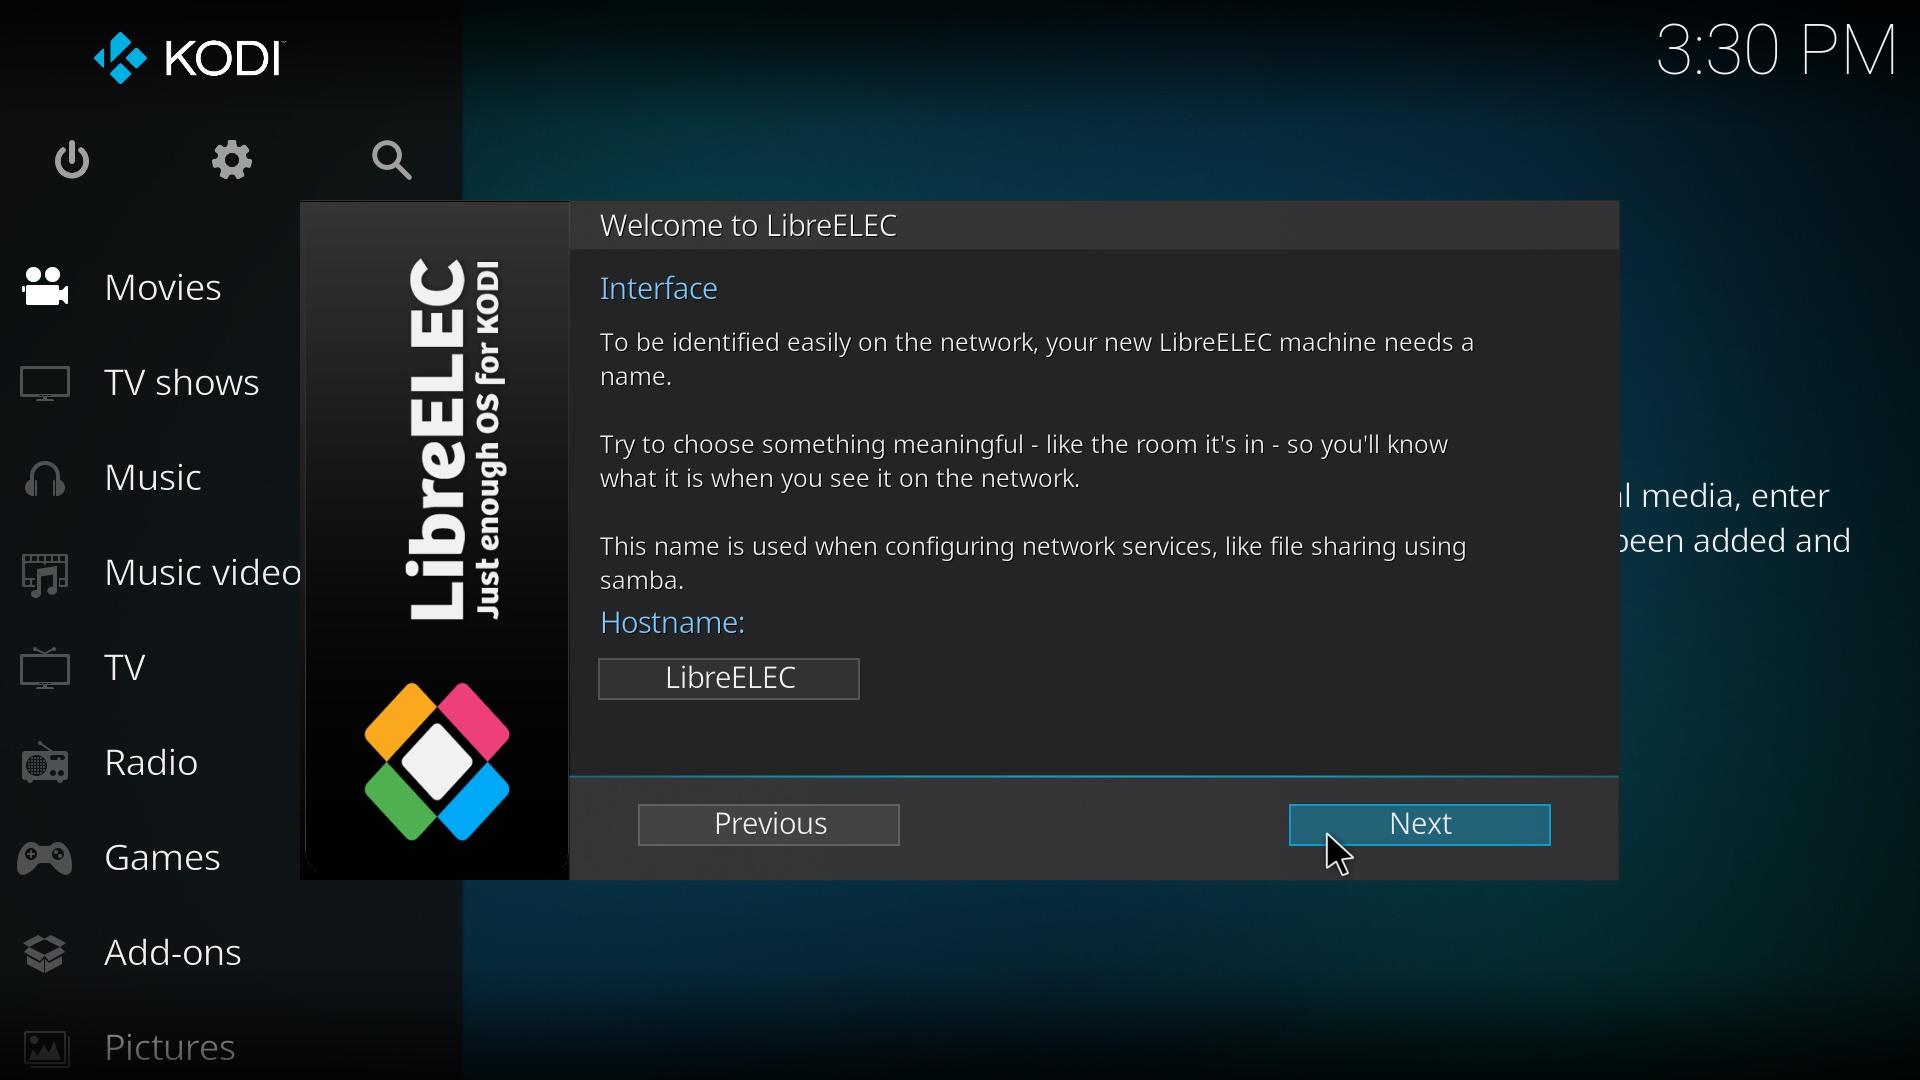 KODI
3:30 PM
Movies
TV shows
Music
Music video
TV
Radio
Games
Add-ons
Pictures
LibreELEC
Just enough OS for KODI
Welcome to LibreELEC
Interface
To be identified easily on the network, your new LibreELEC machine needs a
name.
Try to choose something meaningful - like the room it's in - so you'll know
what it is when you see it on the network.
This name is used when configuring network services, like file sharing using
samba.
Hostname:
LibreELEC
Previous
Next
media, enter
been added and